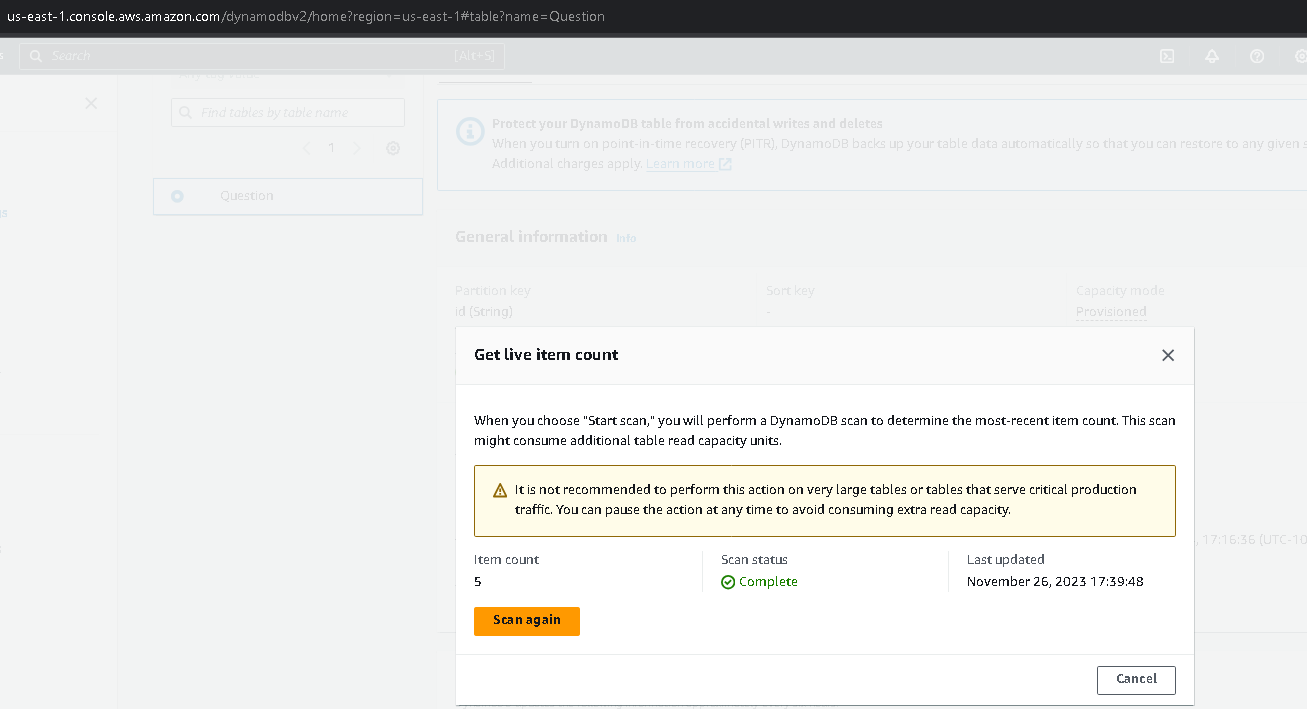 us-east-1.console.aws.amazon.com/dynamodbv2/home?region=us-east-1#table?name=Question
Search [Alt+S]
Find tables by table name
1
Question
Protect your DynamoDB table from accidental writes and deletes
When you turn on point-in-time recovery (PITR), DynamoDB backs up your table data automatically so that you can restore to any given
Additional charges apply. Learn more
General information Info
Partition key
id (String)
Sort key
-
Capacity mode
Provisioned
Get live item count
When you choose "Start scan," you will perform a DynamoDB scan to determine the most-recent item count. This scan
might consume additional table read capacity units.
It is not recommended to perform this action on very large tables or tables that serve critical production
traffic. You can pause the action at any time to avoid consuming extra read capacity.
Item count
5
Scan status
Complete
Last updated
November 26, 2023 17:39:48
, 17:16:36 (UTC-10
Scan again
Cancel